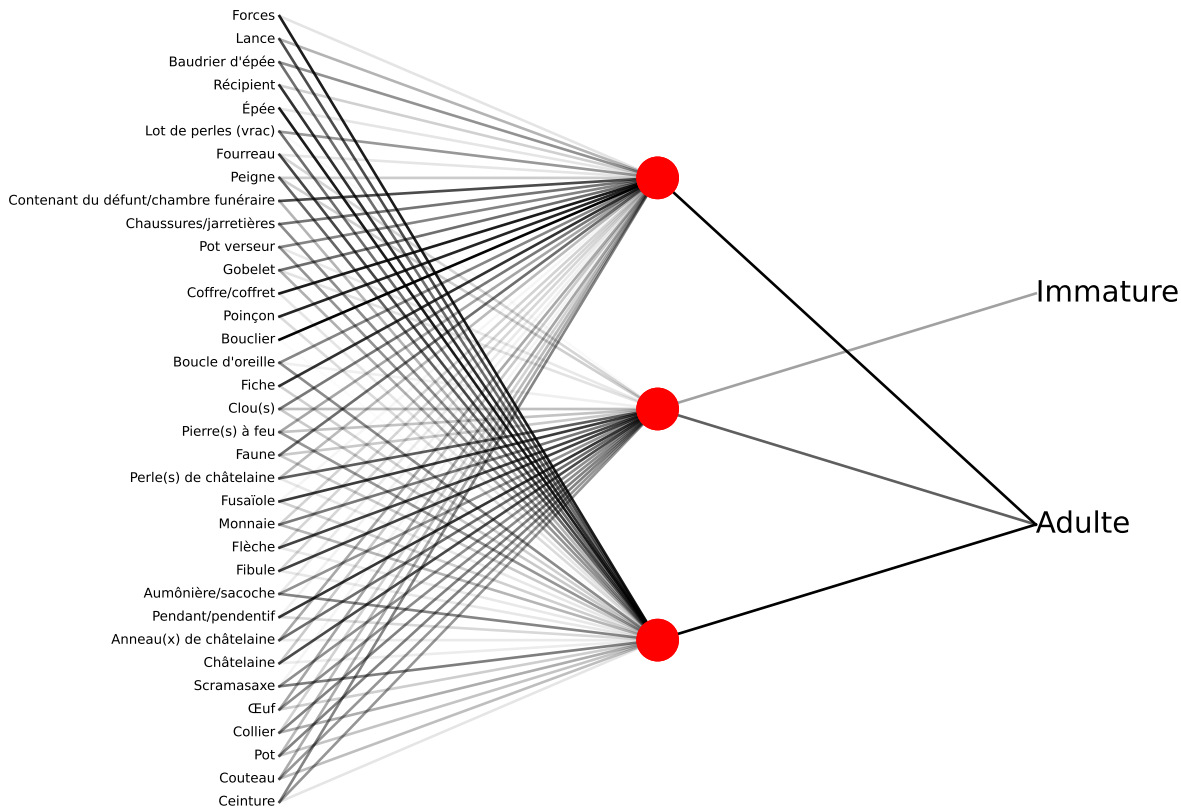 Forces
Lance
Baudrier d'épée
Récipient
Épée
Lot de perles (vrac)
Fourreau
Peigne
Contenant du défunt/chambre funéraire
Chaussures/jarretières
Pot verseur
Gobelet
Coffre/coffret
Poinçon
Bouclier
Boucle d'oreille
Fiche
Clou(s)
Pierre(s) à feu
Faune
Perle(s) de châtelaine
Fusaïole
Monnaie
Flèche
Fibule
Aumônière/sacoche
Pendant/pendentif
Anneau(x) de châtelaine
Châtelaine
Scramasaxe
Œuf
Collier
Pot
Couteau
Ceinture
Immature
Adulte